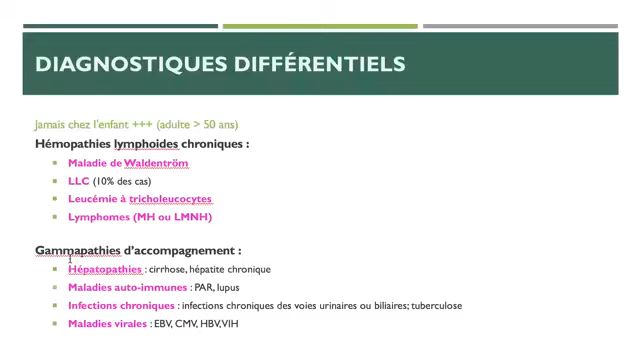 DIAGNOSTIQUES DIFFÉRENTIELS
Jamais chez l'enfant +++ (adulte > 50 ans)
Hémopathies lymphoides chroniques :
Maladie de Waldentröm
LLC (10% des cas)
Leucémie à tricholeucocytes
Lymphomes (MH ou LMNH)
Gammapathies d'accompagnement :
Hépatopathies : cirrhose, hépatite chronique
Maladies auto-immunes : PAR, lupus
Infections chroniques : infections chroniques des voies urinaires ou biliaires; tuberculose
Maladies virales : EBV, CMV, HBV, VIH